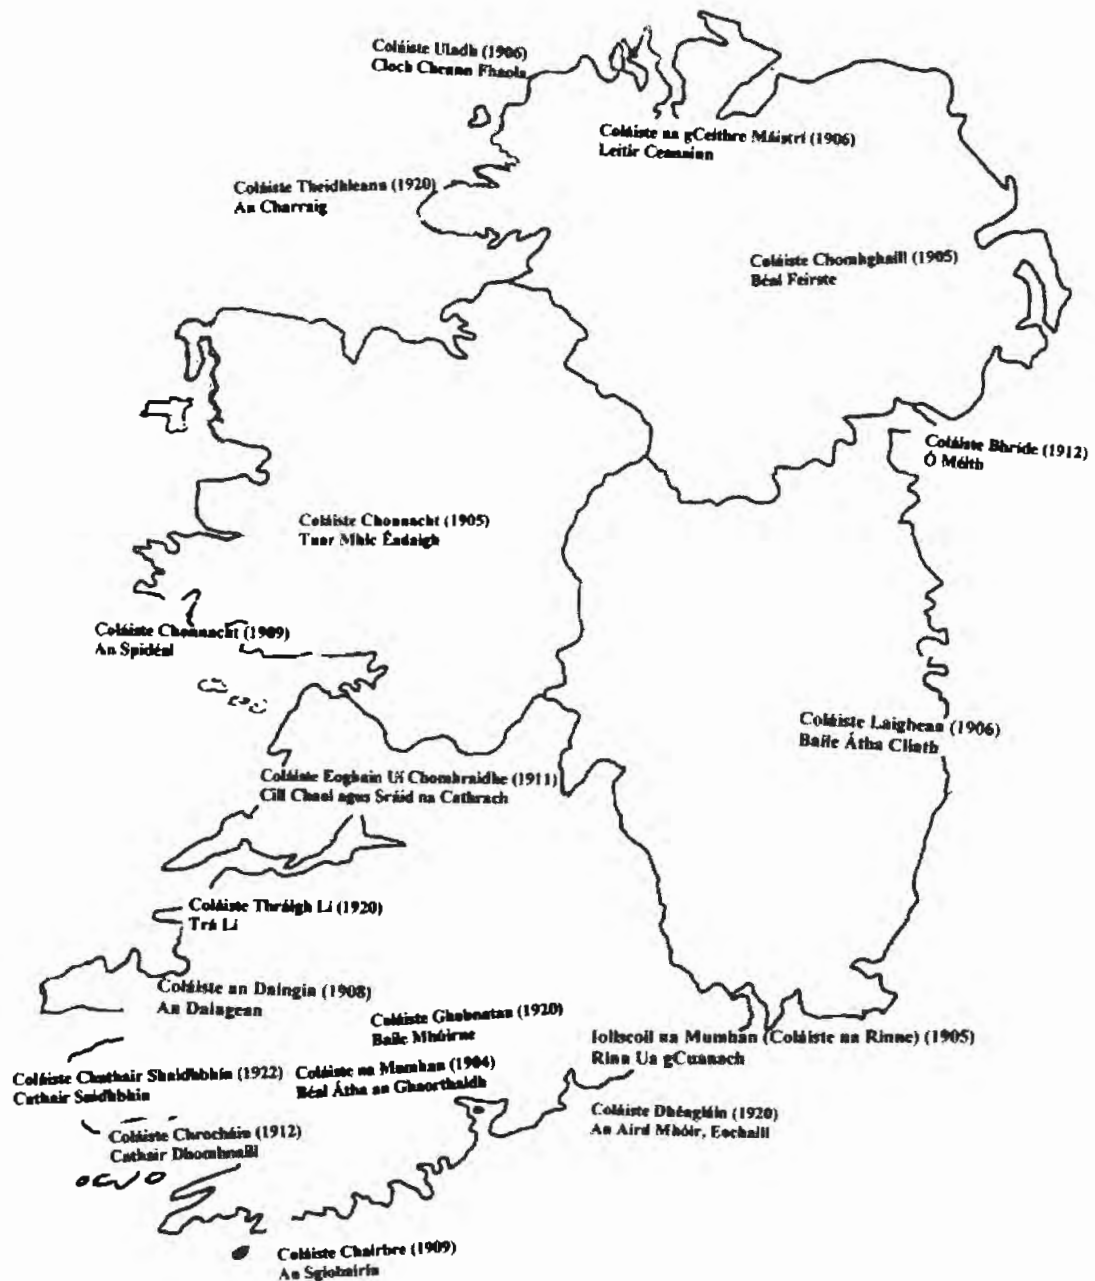 Coláiste Uladh (1906)
Cloch Cheann Fhaola
Coláiste na gCeithre Máistrí (1906)
Leitir Ceanainn
Coláiste Theidhleann (1920)
An Charraig
Coláiste Chomhghaill (1905)
Béal Feirste
Coláiste Bhríde (1912)
Ó Méith
Coláiste Chonnacht (1905)
Tuar Mhic Éadaigh
Coláiste Chonnacht (1909)
An Spidéal
Coláiste Laighean (1906)
Baile Átha Cliath
Coláiste Eoghain Uí Chomhraidhe (1911)
Cill Chaoi agus Sráid na Cathrach
Coláiste Thráigh Lí (1920)
Trá Lí
Coláiste an Daingin (1908)
An Daingean
Coláiste Ghobnatan (1920)
Baile Mhúirne
Iollscoil na Mumhan (Coláiste na Rinne) (1905)
Rinn Ua gCuanach
Coláiste Chathair Shaidhbhín (1922)
Cathair Saidhbhín
Coláiste na Mumhan (1904)
Béal Átha an Ghaorthaidh
Coláiste Dhéagláin (1920)
An Aird Mhóir, Eochaill
Coláiste Chrocháin (1912)
Cathair Dhomhnaill
Coláiste Chairbre (1909)
An Sgiobairín